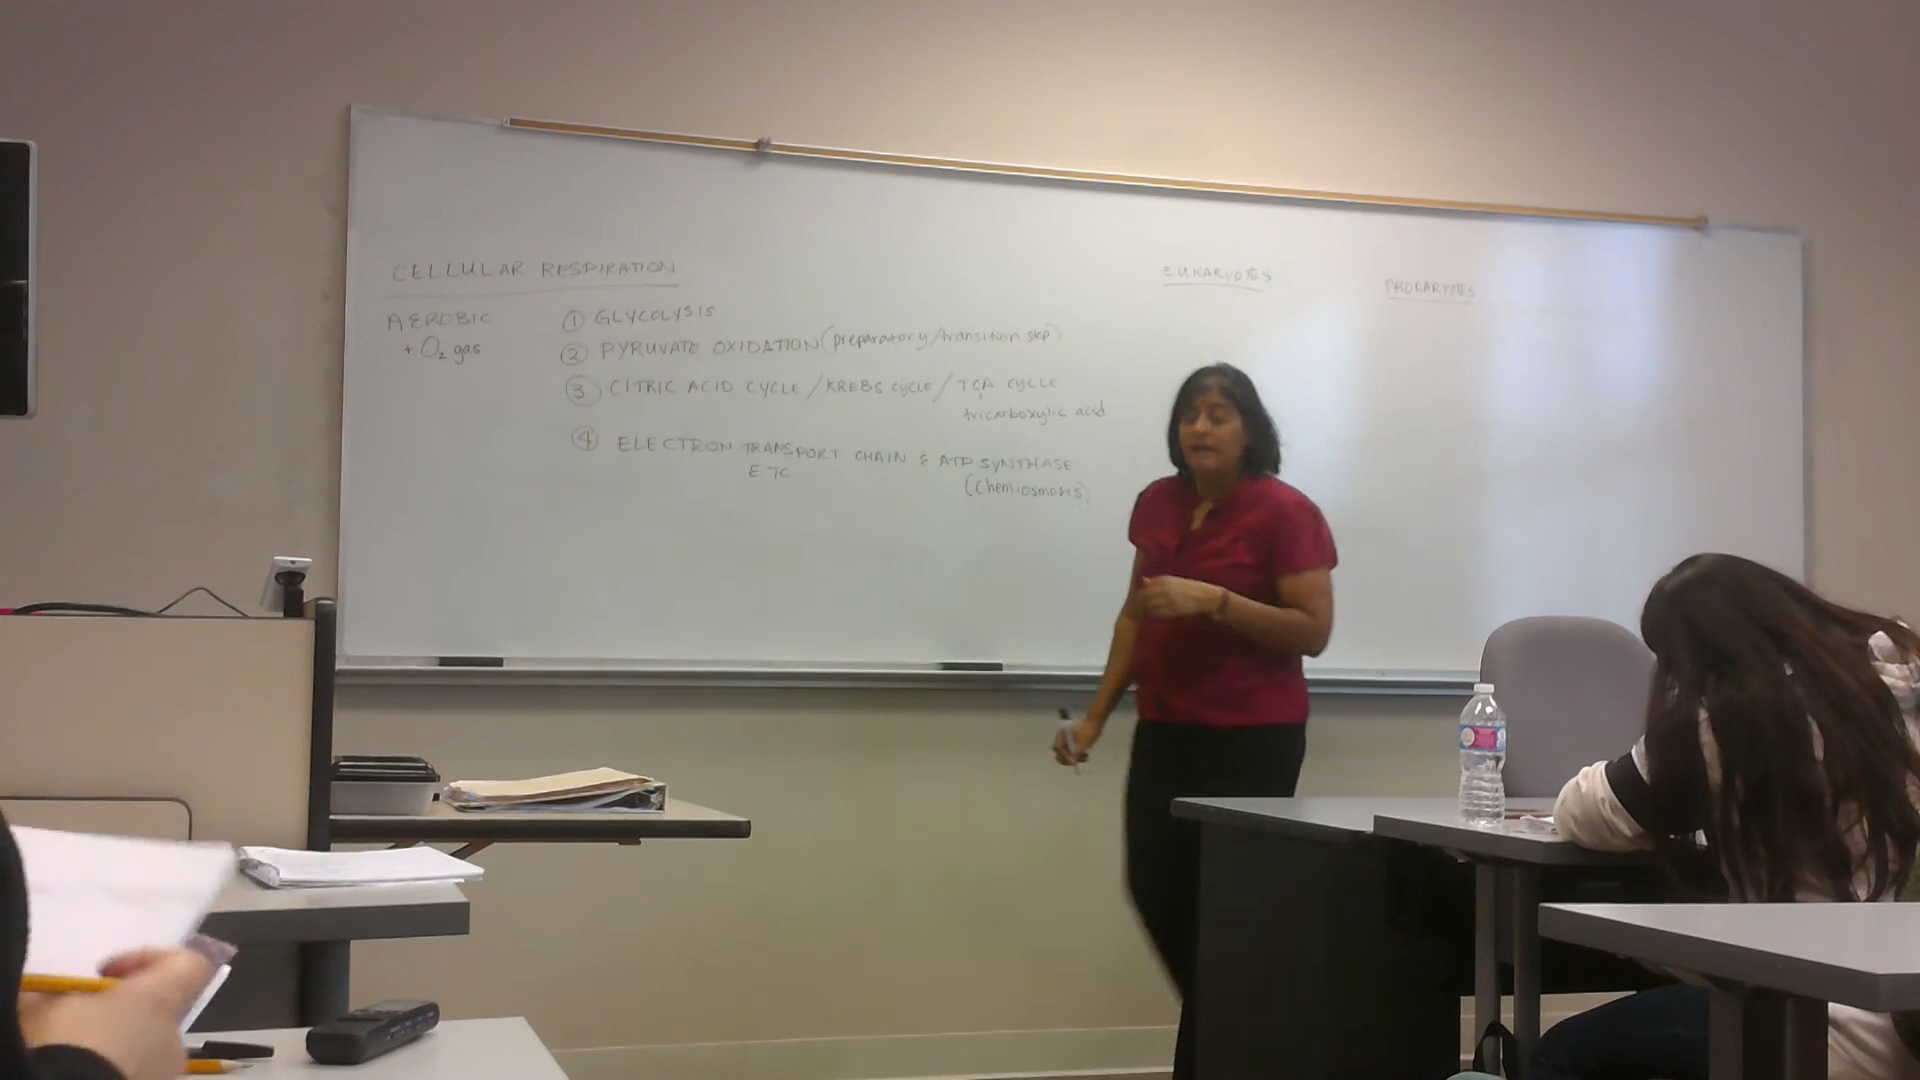 CELLULAR RESPIRATION
AEROBIC
+ O₂ gas
① GLYCOLYSIS
② PYRUVATE OXIDATION (preparatory/transition step)
③ CITRIC ACID CYCLE / KREBS CYCLE / TCA CYCLE
tricarboxylic acid
④ ELECTRON TRANSPORT CHAIN & ATP SYNTHASE
ETC
(Chemiosmosis)
EUKARYOTES
PROKARYOTES